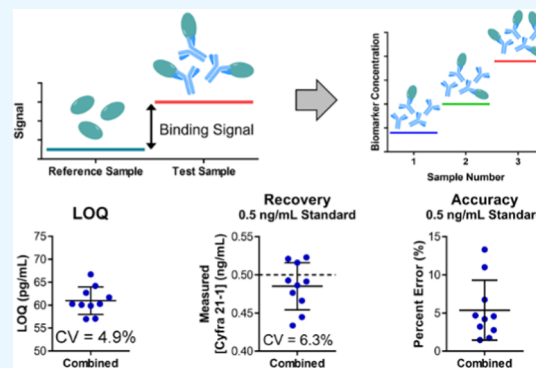 Signal
Binding Signal
Reference Sample
Test Sample
Biomarker Concentration
1
2
3
Sample Number
LOQ
LOQ (pg/mL)
75
70
65
60
55
50
CV = 4.9%
Combined
Recovery
0.5 ng/mL Standard
Measured
[Cyfra 21-1] (ng/mL)
0.55
0.50
0.45
0.40
CV = 6.3%
Combined
Accuracy
0.5 ng/mL Standard
Percent Error (%)
15
10
5
0
Combined